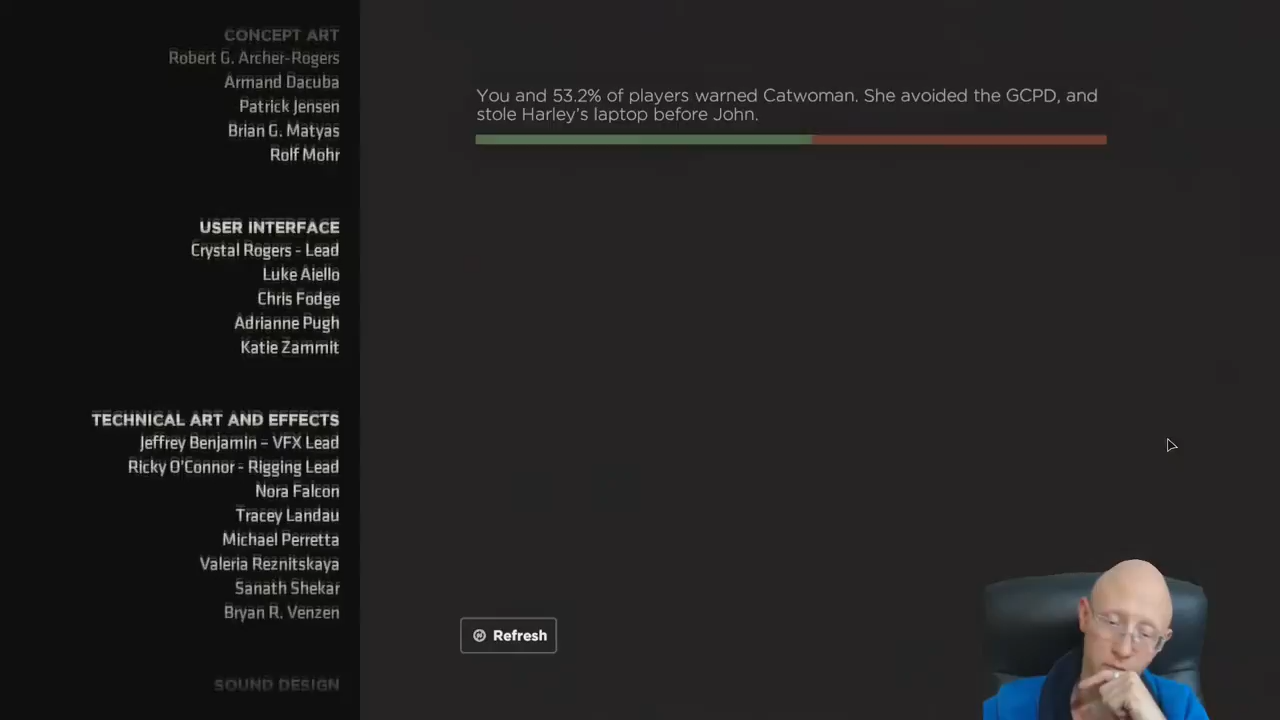 CONCEPT ART
Robert G. Archer-Rogers
Armand Dacuba
Patrick Jensen
Brian G. Matyas
Rolf Mohr
USER INTERFACE
Crystal Rogers - Lead
Luke Aiello
Chris Fodge
Adrianne Pugh
Katie Zammit
TECHNICAL ART AND EFFECTS
Jeffrey Benjamin – VFX Lead
Ricky O'Connor - Rigging Lead
Nora Falcon
Tracey Landau
Michael Perretta
Valeria Reznitskaya
Sanath Shekar
Bryan R. Venzen
SOUND DESIGN
You and 53.2% of players warned Catwoman. She avoided the GCPD, and
stole Harley's laptop before John.
Refresh